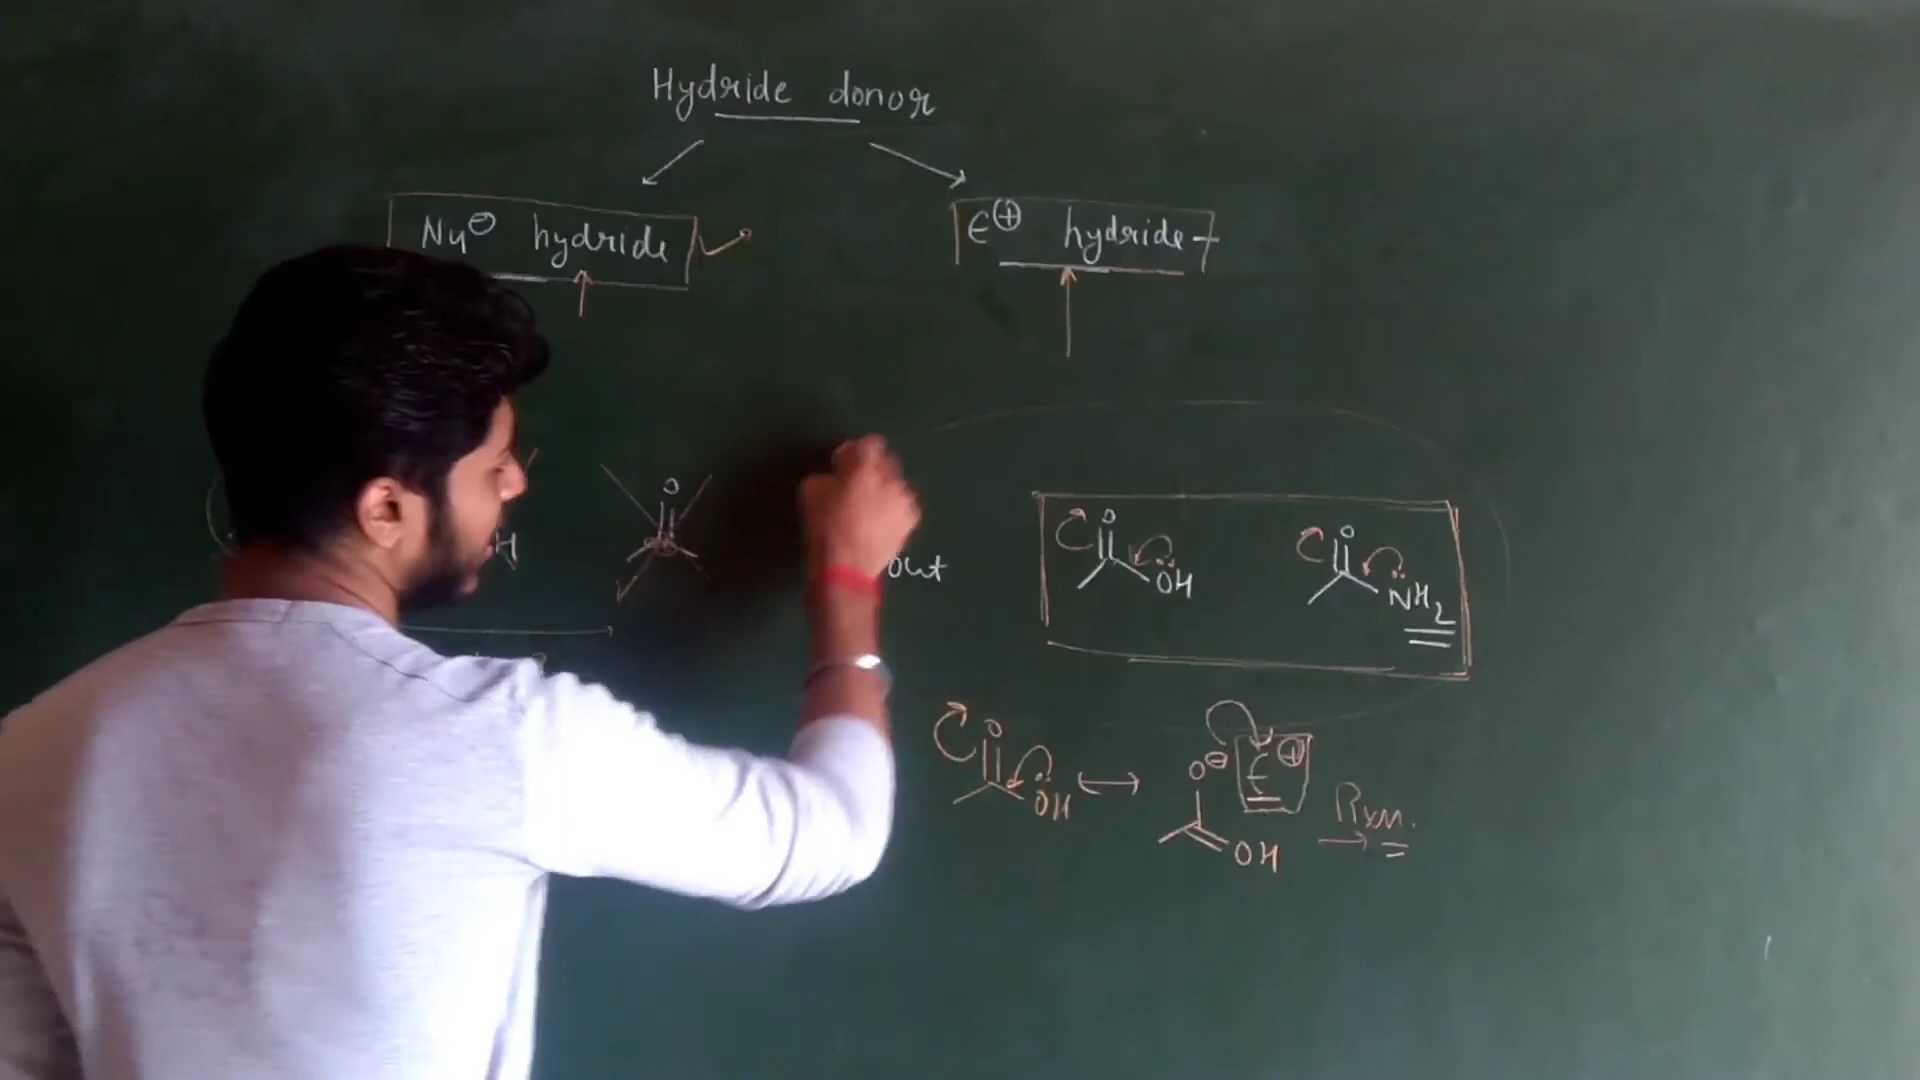 Hydride donor
Nu⊖ hydride
E⊕ hydride
O
H
out
O
OH
O
NH2
O
OH
O⊖
E⊕
OH
Rxn.